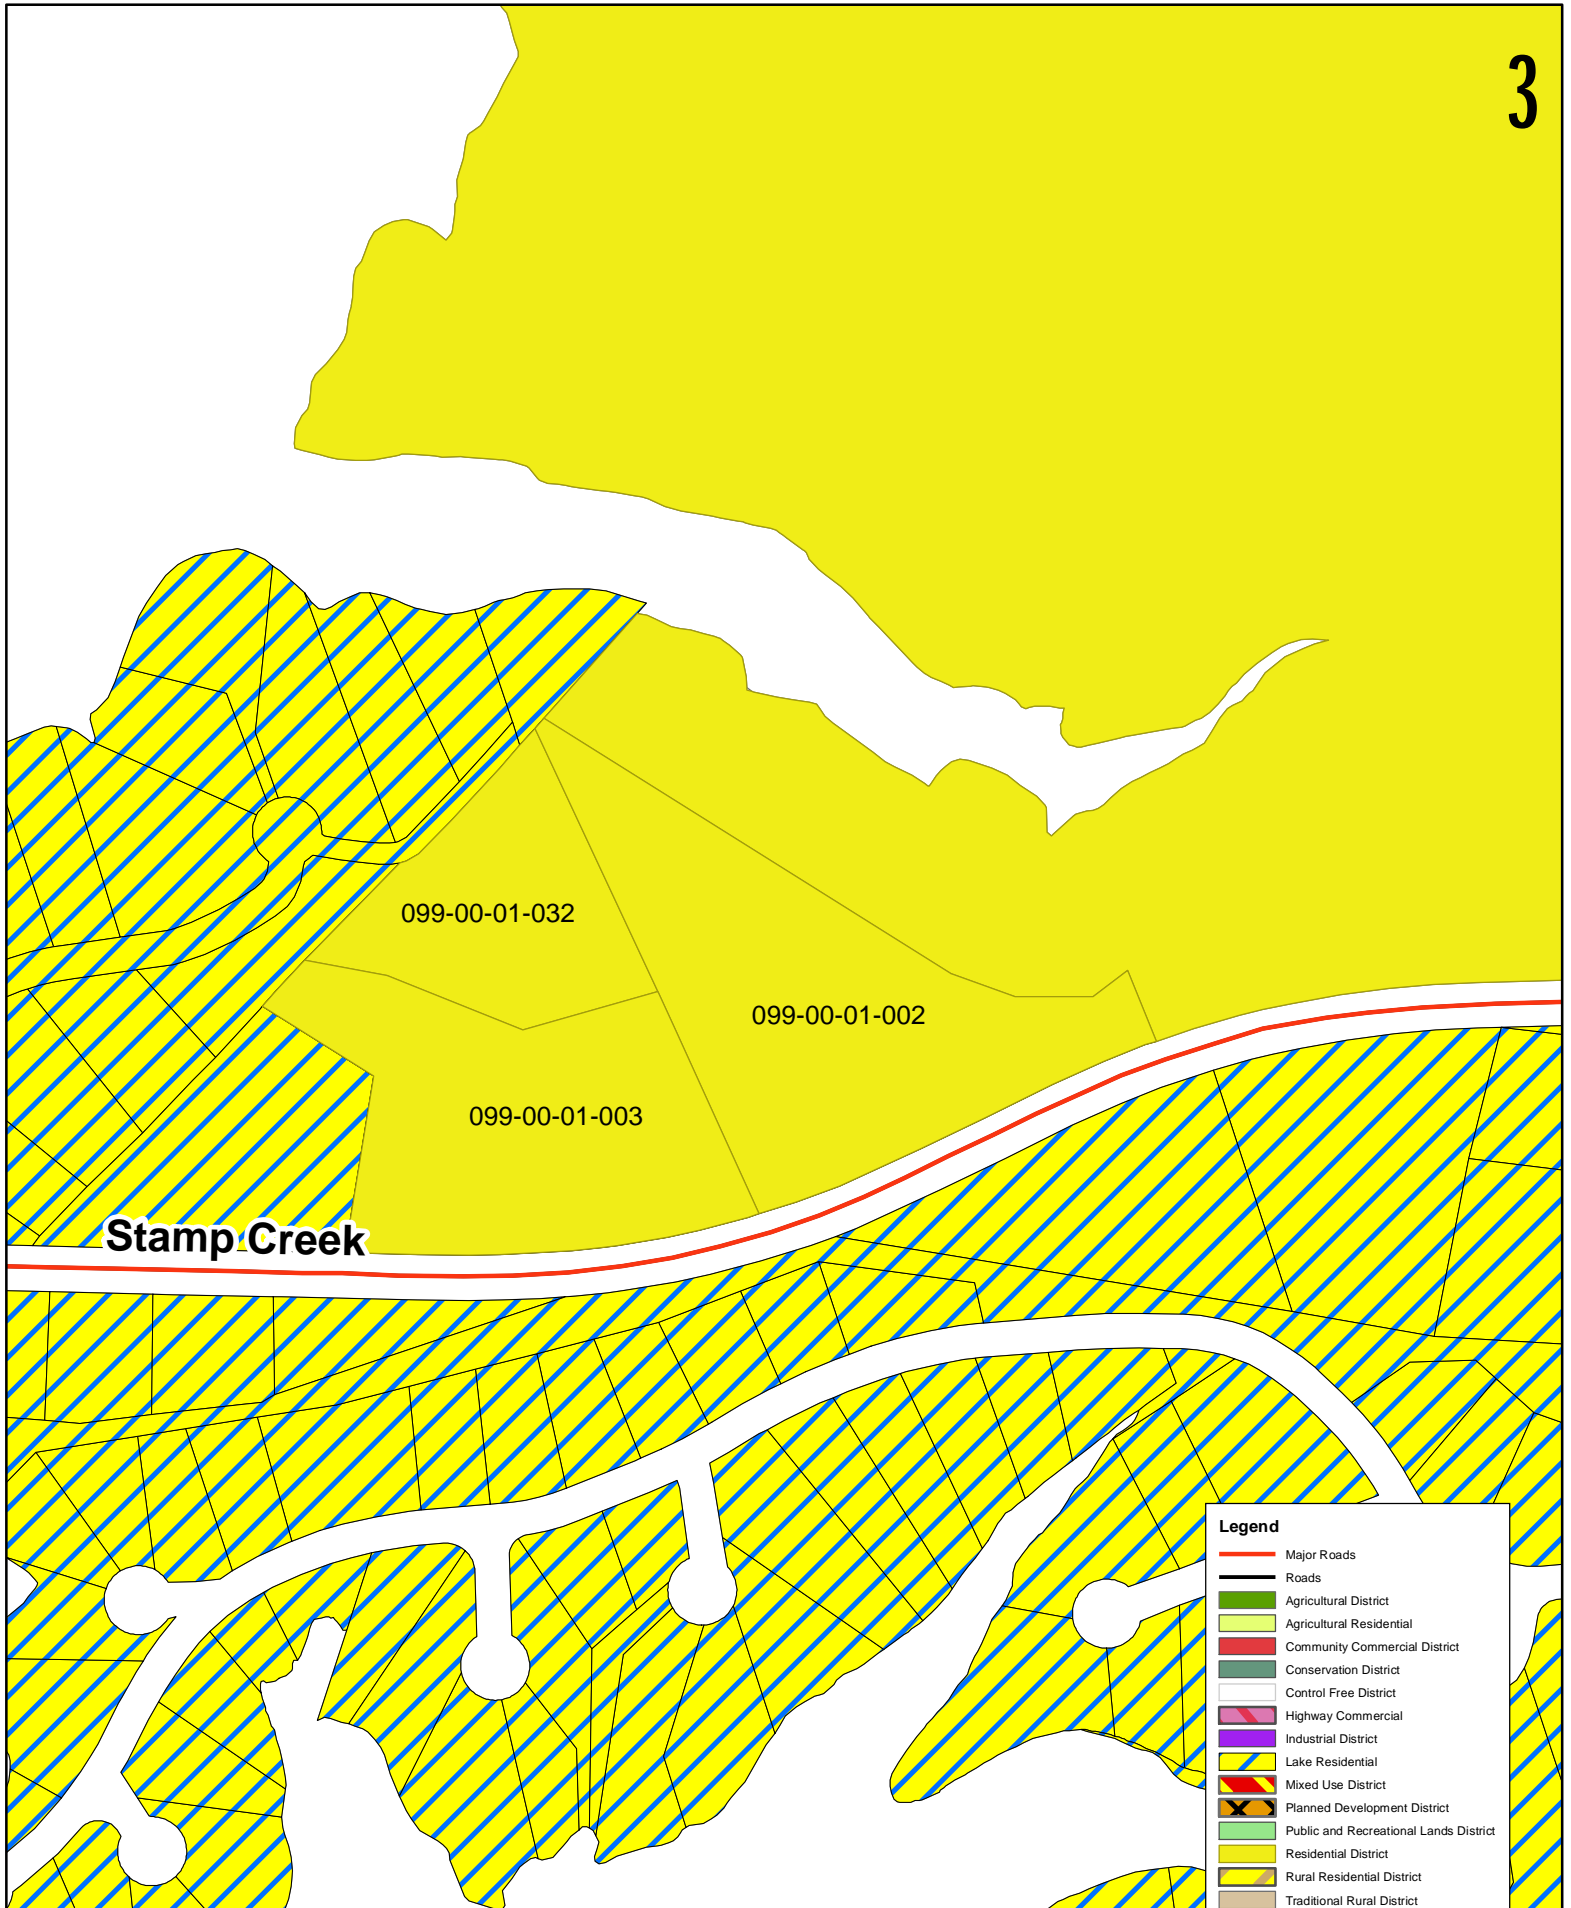 3
099-00-01-032
099-00-01-002
099-00-01-003
Stamp Creek
Legend
Major Roads
Roads
Agricultural District
Agricultural Residential
Community Commercial District
Conservation District
Control Free District
Highway Commercial
Industrial District
Lake Residential
Mixed Use District
Planned Development District
Public and Recreational Lands District
Residential District
Rural Residential District
Traditional Rural District